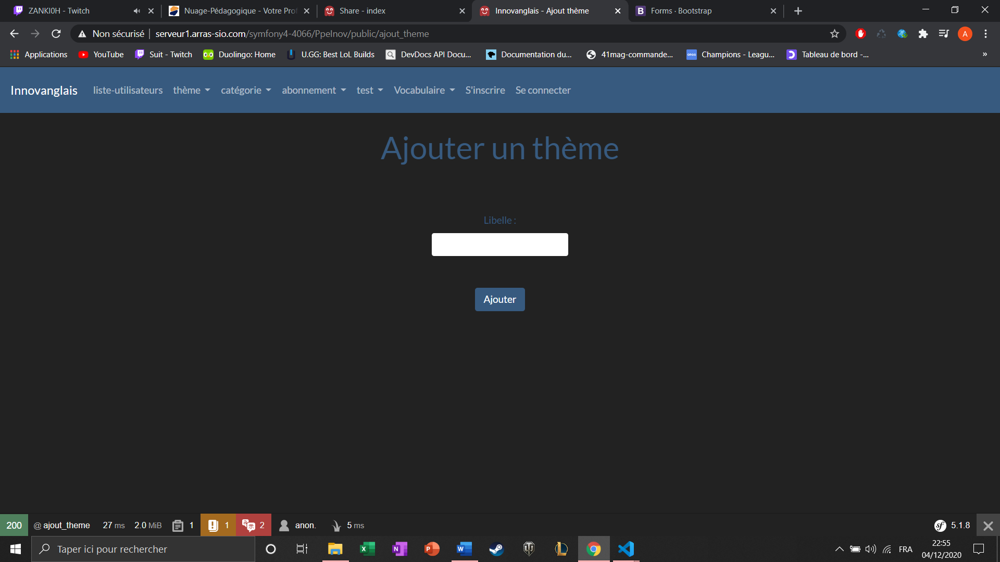 ZANKI0H - Twitch
Nuage-Pédagogique - Votre Prof
Share - index
Innovanglais - Ajout thème
Forms · Bootstrap
Non sécurisé
serveur1.arras-sio.com/symfony4-4066/PpeInov/public/ajout_theme
A
Applications
YouTube
Suit - Twitch
Duolingo: Home
U.GG: Best LoL Builds
DevDocs API Docu...
Documentation du...
41mag-commande...
Champions - Leagu...
Tableau de bord -...
»
Innovanglais
liste-utilisateurs
thème
catégorie
abonnement
test
Vocabulaire
S'inscrire
Se connecter
Ajouter un thème
Libelle :
Ajouter
200
@ ajout_theme
27 ms
2.0 MiB
1
1
2
anon.
5 ms
5.1.8
Taper ici pour rechercher
FRA
22:55
04/12/2020